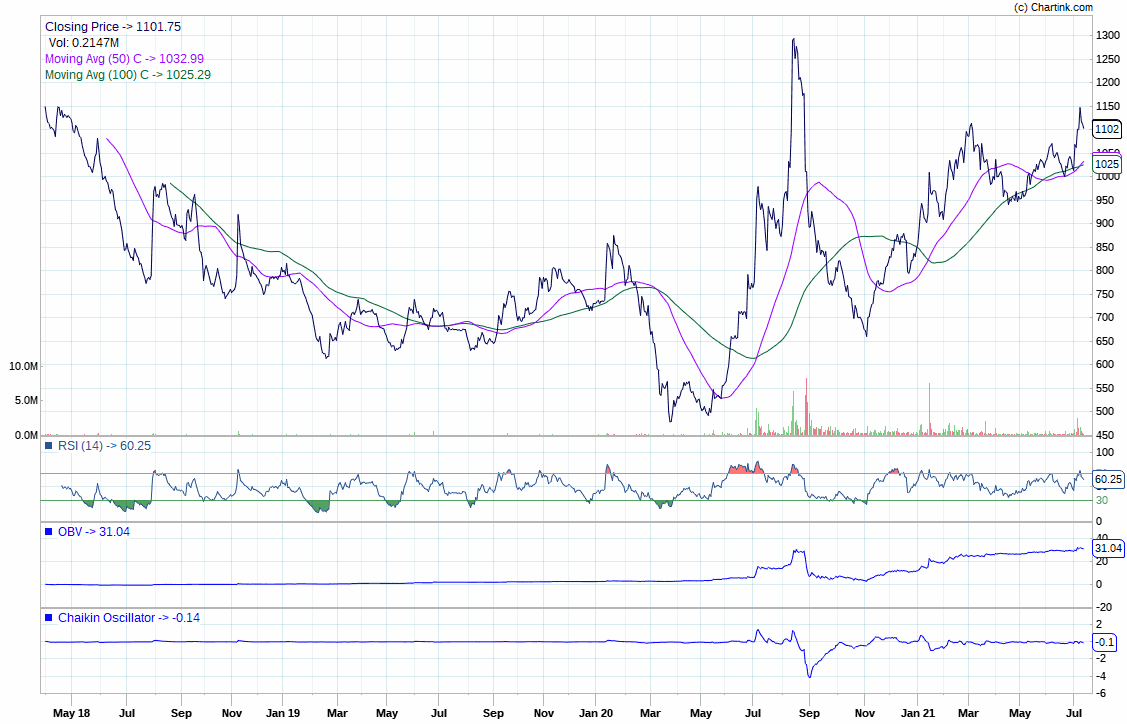 (c) Chartink.com
Closing Price -> 1101.75
Vol: 0.2147M
Moving Avg (50) C -> 1032.99
Moving Avg (100) C -> 1025.29
1300
1250
1200
1150
1102
1050
1025
1000
950
900
850
800
750
700
650
600
550
500
450
10.0M
5.0M
0.0M
RSI (14) -> 60.25
100
60.25
30
0
OBV -> 31.04
40
31.04
20
0
-20
Chaikin Oscillator -> -0.14
2
-0.1
-2
-4
-6
May 18 Jul Sep Nov Jan 19 Mar May Jul Sep Nov Jan 20 Mar May Jul Sep Nov Jan 21 Mar May Jul